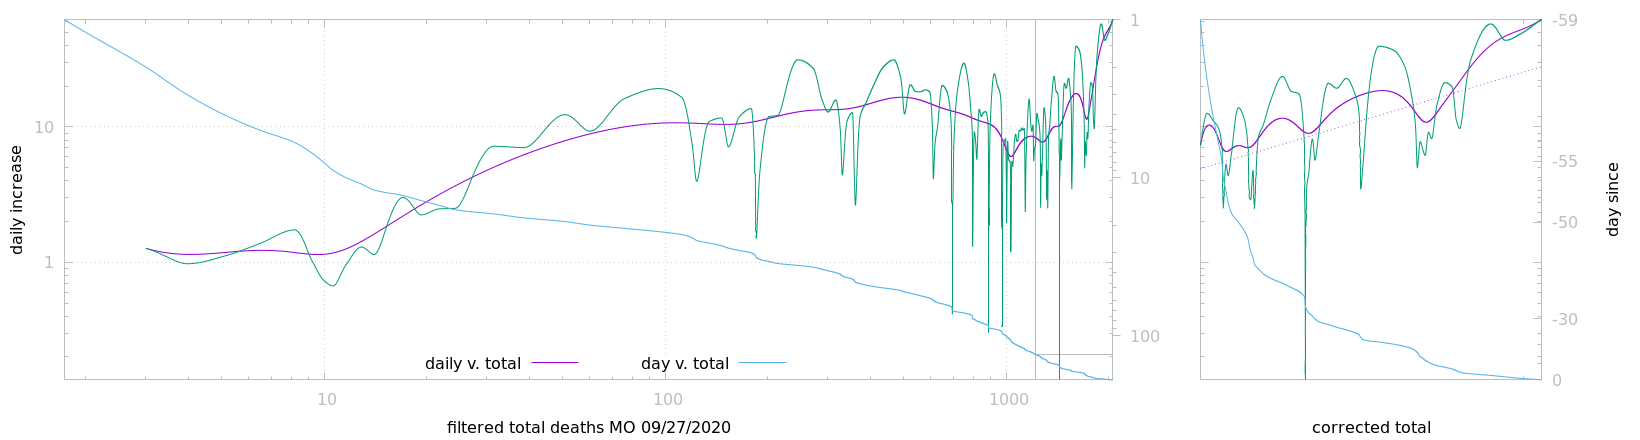 1
-59
10
-55
daily increase
10
day since
-50
1
-30
100
daily v. total
day v. total
0
10
100
1000
filtered total deaths MO 09/27/2020
corrected total